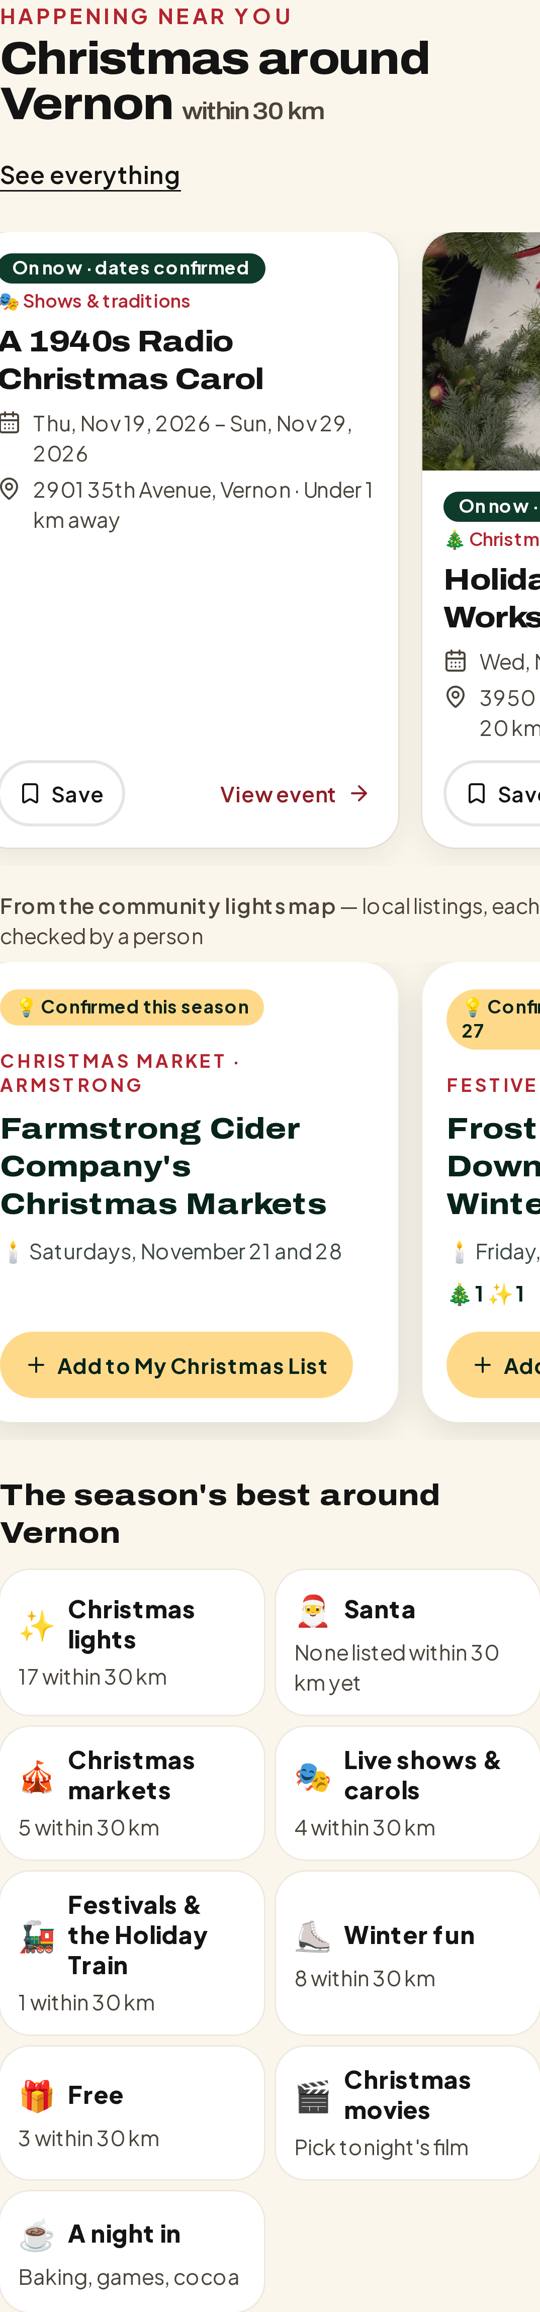 HAPPENING NEAR YOU
Christmas around
Vernon within 30 km
See everything
On now · dates confirmed
🎭 Shows & traditions
A 1940s Radio
Christmas Carol
Thu, Nov 19, 2026 – Sun, Nov 29,
2026
2901 35th Avenue, Vernon · Under 1
km away
Save
View event →
On now ·
🎄 Christm
Holida
Works
Wed, N
3950
20 km
Save
From the community lights map — local listings, each
checked by a person
💡 Confirmed this season
CHRISTMAS MARKET ·
ARMSTRONG
Farmstrong Cider
Company's
Christmas Markets
🕯️ Saturdays, November 21 and 28
+ Add to My Christmas List
💡 Confir
27
FESTIVE
Frost
Down
Winte
🕯️ Friday,
🎄 1 ✨ 1
+ Add
The season's best around
Vernon
✨ Christmas
lights
17 within 30 km
🎅 Santa
None listed within 30
km yet
🎪 Christmas
markets
5 within 30 km
🎭 Live shows &
carols
4 within 30 km
🚂 Festivals &
the Holiday
Train
1 within 30 km
⛸️ Winter fun
8 within 30 km
🎁 Free
3 within 30 km
🎬 Christmas
movies
Pick tonight's film
☕ A night in
Baking, games, cocoa